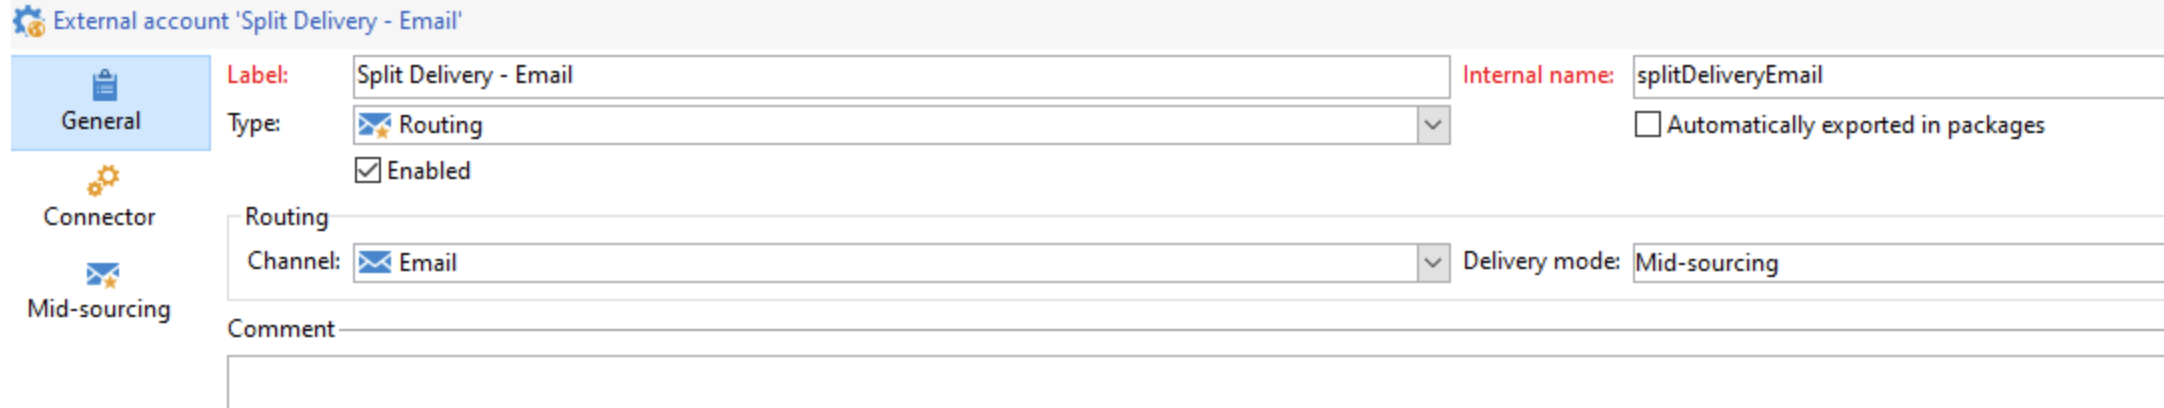 External account 'Split Delivery - Email'
General
Connector
Mid-sourcing
Label: Split Delivery - Email Internal name: splitDeliveryEmail
Type: Routing Automatically exported in packages
Enabled
Routing
Channel: Email Delivery mode: Mid-sourcing
Comment